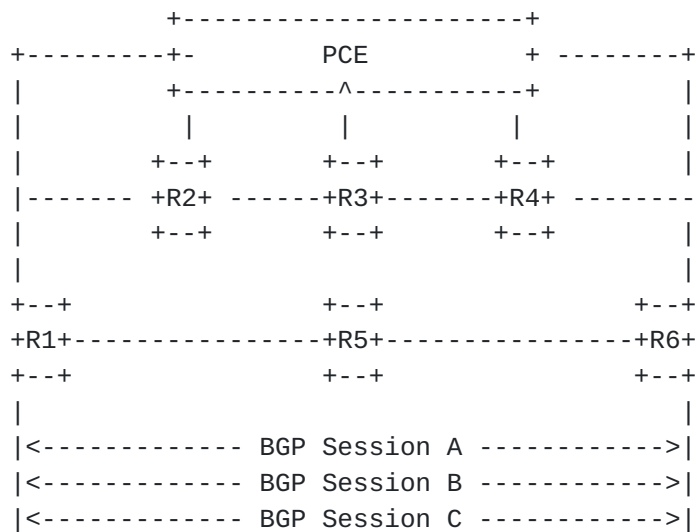 PCE
R2 R3 R4
R1 R5 R6
BGP Session A
BGP Session B
BGP Session C